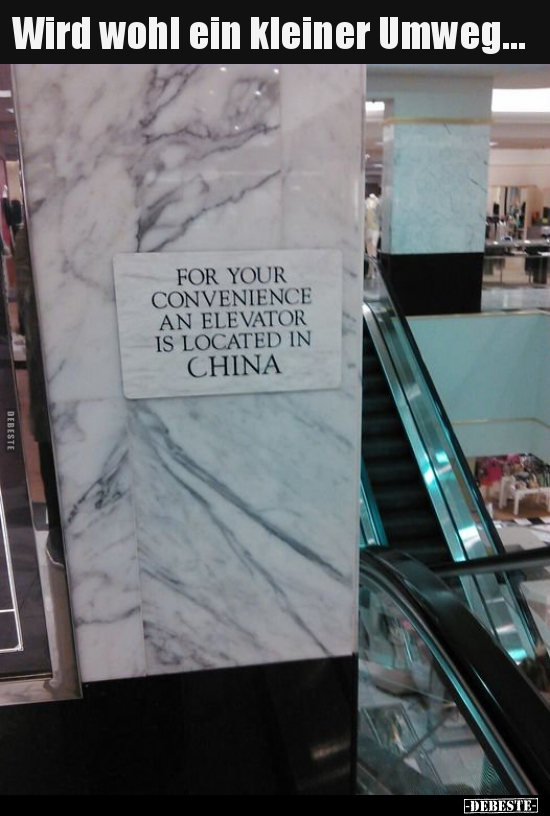 Wird wohl ein kleiner Umweg...
FOR YOUR
CONVENIENCE
AN ELEVATOR
IS LOCATED IN
CHINA
DEBESTE
-DEBESTE-